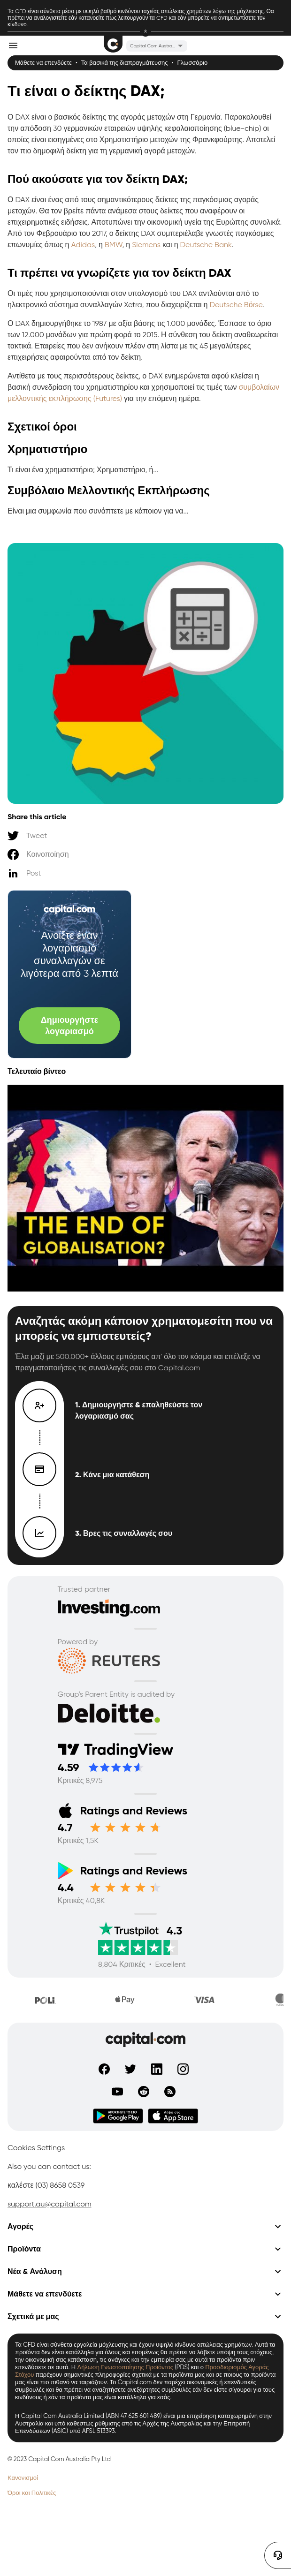 Τα CFD είναι σύνθετα μέσα με υψηλό βαθμό κινδύνου ταχείας απώλειας χρημάτων λόγω της μόχλευσης. Θα
πρέπει να αναλογιστείτε εάν κατανοείτε πως λειτουργούν τα CFD και εάν μπορείτε να αντιμετωπίσετε τον
κίνδυνο.
Capital Com Austra...
Μάθετε να επενδύετε • Τα βασικά της διαπραγμάτευσης • Γλωσσάριο
Τι είναι ο δείκτης DAX;
Ο DAX είναι ο βασικός δείκτης της αγοράς μετοχών στη Γερμανία. Παρακολουθεί
την απόδοση 30 γερμανικών εταιρειών υψηλής κεφαλαιοποίησης (blue-chip) οι
οποίες είναι εισηγμένες στο Χρηματιστήριο μετοχών της Φρανκφούρτης. Αποτελεί
τον πιο δημοφιλή δείκτη για τη γερμανική αγορά μετοχών.
Πού ακούσατε για τον δείκτη DAX;
Ο DAX είναι ένας από τους σημαντικότερους δείκτες της παγκόσμιας αγοράς
μετοχών. Θα τον βρείτε ανάμεσα στους δείκτες που αναφέρουν οι
επιχειρηματικές ειδήσεις. Αποτυπώνει την οικονομική υγεία της Ευρώπης συνολικά.
Από τον Φεβρουάριο του 2017, ο δείκτης DAX συμπεριέλαβε γνωστές μετοχικές
επωνυμίες όπως η Adidas, η BMW, η Siemens και η Deutsche Bank.
Τι πρέπει να γνωρίζετε για τον δείκτη DAX
Οι τιμές που χρησιμοποιούνται στον υπολογισμό του DAX αντλούνται από το
ηλεκτρονικό σύστημα συναλλαγών Xetra, που διαχειρίζεται η Deutsche Börse.
Ο DAX δημιουργήθηκε το 1987 με αξία βάσης τις 1.000 μονάδες. Έσπασε το όριο
των 12.000 μονάδων για πρώτη φορά το 2015. Η σύνθεση του δείκτη αναθεωρείται
τακτικά. Εταιρείες που δεν ανήκουν πλέον στη λίστα με τις 45 μεγαλύτερες
επιχειρήσεις αφαιρούνται από τον δείκτη.
Αντίθετα με τους περισσότερους δείκτες, ο DAX ενημερώνεται αφού κλείσει η
βασική συνεδρίαση του χρηματιστηρίου και χρησιμοποιεί τις τιμές των συμβολαίων
μελλοντικής εκπλήρωσης (Futures) για την επόμενη ημέρα.
Σχετικοί όροι
Χρηματιστήριο
Τι είναι ένα χρηματιστήριο; Χρηματιστήριο, ή...
Συμβόλαιο Μελλοντικής Εκπλήρωσης
Είναι μια συμφωνία που συνάπτετε με κάποιον για να...
Share this article
Tweet
Κοινοποίηση
Post
capital.com
Ανοίξτε έναν
λογαριασμό
συναλλαγών σε
λιγότερα από 3 λεπτά
Δημιουργήστε
λογαριασμό
Τελευταίο βίντεο
THE END OF
GLOBALISATION?
Αναζητάς ακόμη κάποιον χρηματομεσίτη που να
μπορείς να εμπιστευτείς?
Έλα μαζί με 500.000+ άλλους εμπόρους απ' όλο τον κόσμο και επέλεξε να
πραγματοποιήσεις τις συναλλαγές σου στο Capital.com
1. Δημιουργήστε & επαληθεύστε τον
λογαριασμό σας
2. Κάνε μια κατάθεση
3. Βρες τις συναλλαγές σου
Trusted partner
Investing.com
Powered by
REUTERS
Group's Parent Entity is audited by
Deloitte.
TradingView
4.59
Κριτικές 8,975
Ratings and Reviews
4.7
Κριτικές 1,5K
Ratings and Reviews
4.4
Κριτικές 40,8K
Trustpilot 4.3
8,804 Κριτικές • Excellent
POLi
Pay
VISA
capital.com
Google Play
App Store
Cookies Settings
Also you can contact us:
καλέστε (03) 8658 0539
support.au@capital.com
Αγορές
Προϊόντα
Νέα & Ανάλυση
Μάθετε να επενδύετε
Σχετικά με μας
Τα CFD είναι σύνθετα εργαλεία μόχλευσης και έχουν υψηλό κίνδυνο απώλειας χρημάτων. Αυτά τα
προϊόντα δεν είναι κατάλληλα για όλους και επομένως θα πρέπει να λάβετε υπόψη τους στόχους,
την οικονομική σας κατάσταση, τις ανάγκες και την εμπειρία σας με τα προϊόντα προτού
επενδύσετε σε αυτά. Η Δήλωση Γνωστοποίησης Προϊόντος (PDS) και ο Προσδιορισμός Αγοράς
Στόχου παρέχουν σημαντικές πληροφορίες σχετικά με τα προϊόντα μας και σε ποιους τα προϊόντα
μας είναι πιο πιθανό να ταιριάζουν. Το Capital.com δεν παρέχει οικονομικές ή επενδυτικές
συμβουλές και θα πρέπει να αναζητήσετε ανεξάρτητες συμβουλές εάν δεν είστε σίγουροι για τους
κινδύνους ή εάν τα προϊόντα μας είναι κατάλληλα για εσάς.
Η Capital Com Australia Limited (ABN 47 625 601 489) είναι μια επιχείρηση καταχωρημένη στην
Αυστραλία και υπό καθεστώς ρύθμισης από τις Αρχές της Αυστραλίας και την Επιτροπή
Επενδύσεων (ASIC) υπό AFSL 513393.
© 2023 Capital Com Australia Pty Ltd
Κανονισμοί
Όροι και Πολιτικές